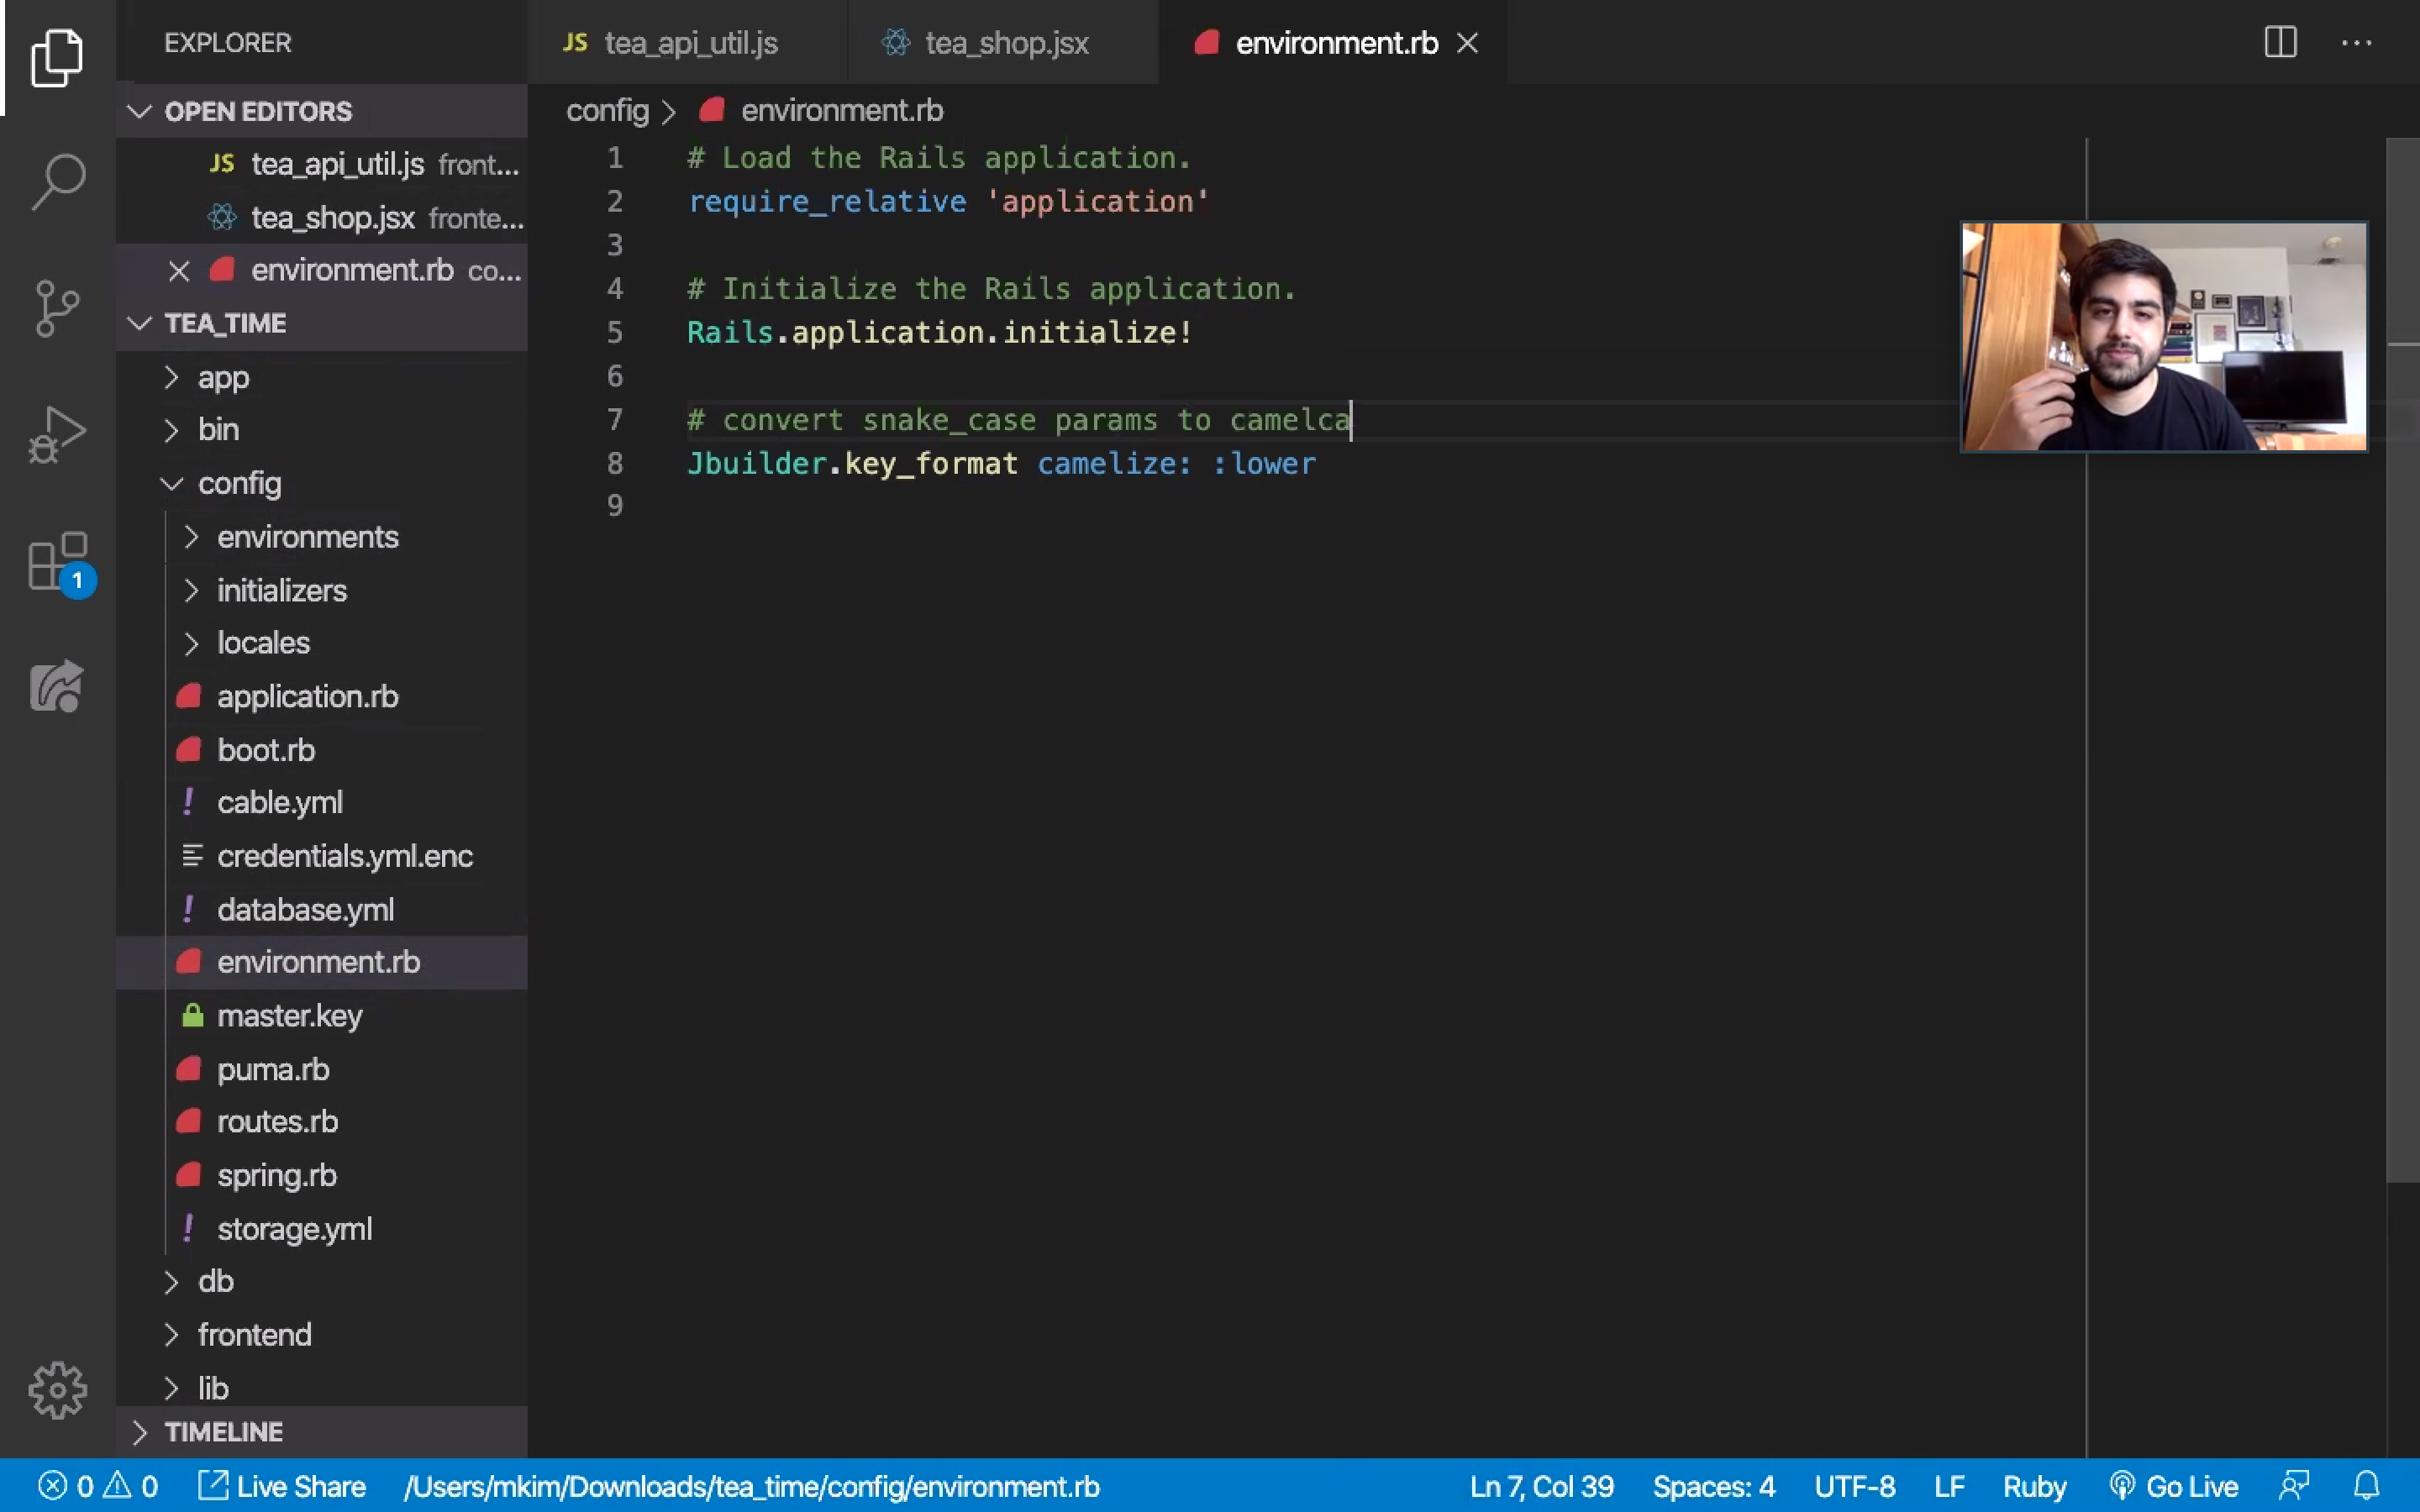 EXPLORER
OPEN EDITORS
JS tea_api_util.js front...
tea_shop.jsx fronte...
environment.rb co...
TEA_TIME
app
bin
config
environments
initializers
locales
application.rb
boot.rb
! cable.yml
credentials.yml.enc
! database.yml
environment.rb
master.key
puma.rb
routes.rb
spring.rb
! storage.yml
db
frontend
lib
TIMELINE
1
JS tea_api_util.js tea_shop.jsx environment.rb
config > environment.rb
1 # Load the Rails application.
2 require_relative 'application'
3
4 # Initialize the Rails application.
5 Rails.application.initialize!
6
7 # convert snake_case params to camelca
8 Jbuilder.key_format camelize: :lower
9
0 0 Live Share /Users/mkim/Downloads/tea_time/config/environment.rb Ln 7, Col 39 Spaces: 4 UTF-8 LF Ruby Go Live